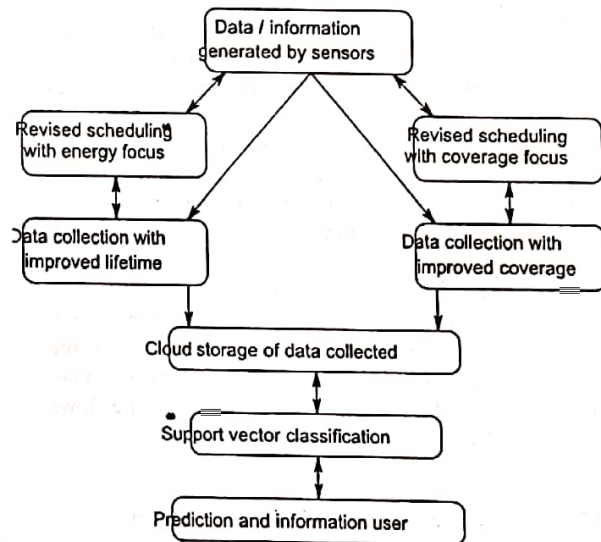 Data / information
generated by sensors
Revised scheduling
with energy focus
Revised scheduling
with coverage focus
Data collection with
improved lifetime
Data collection with
improved coverage
Cloud storage of data collected
Support vector classification
Prediction and information user